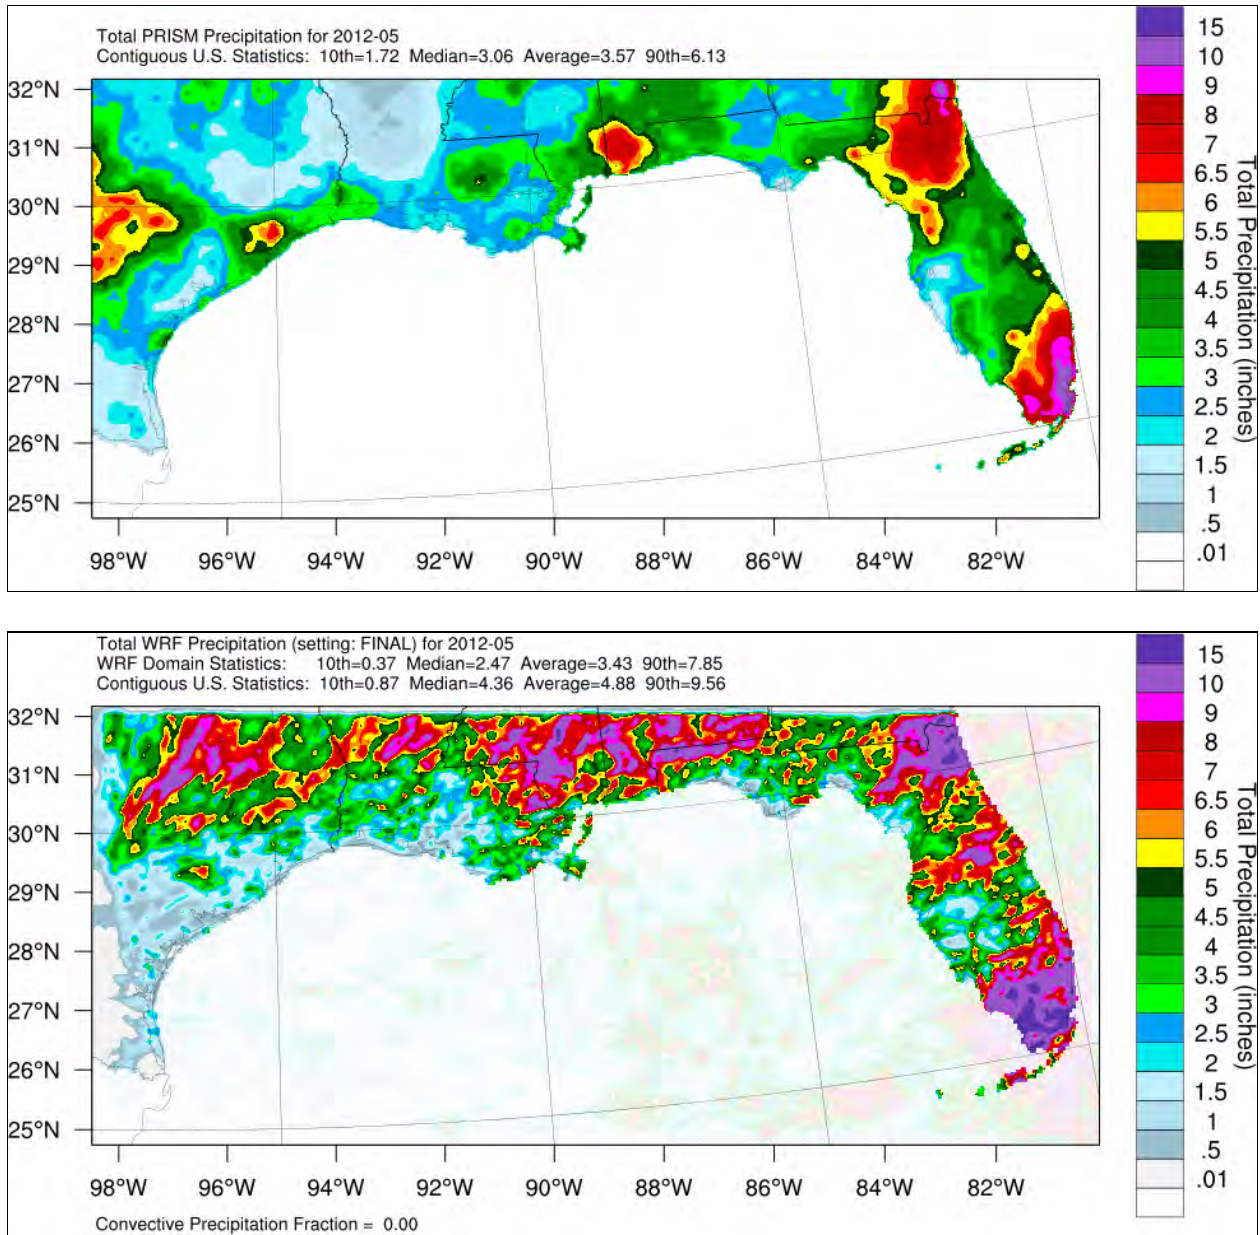 Total PRISM Precipitation for 2012-05
Contiguous U.S. Statistics: 10th=1.72 Median=3.06 Average=3.57 90th=6.13
32°N
31°N
30°N
29°N
28°N
27°N
26°N
25°N
98°W 96°W 94°W 92°W 90°W 88°W 86°W 84°W 82°W
15
10
9
8
7
6.5
6
5.5
5
4.5
4
3.5
3
2.5
2
1.5
1
.5
.01
Total Precipitation (inches)
Total WRF Precipitation (setting: FINAL) for 2012-05
WRF Domain Statistics: 10th=0.37 Median=2.47 Average=3.43 90th=7.85
Contiguous U.S. Statistics: 10th=0.87 Median=4.36 Average=4.88 90th=9.56
32°N
31°N
30°N
29°N
28°N
27°N
26°N
25°N
98°W 96°W 94°W 92°W 90°W 88°W 86°W 84°W 82°W
15
10
9
8
7
6.5
6
5.5
5
4.5
4
3.5
3
2.5
2
1.5
1
.5
.01
Total Precipitation (inches)
Convective Precipitation Fraction = 0.00